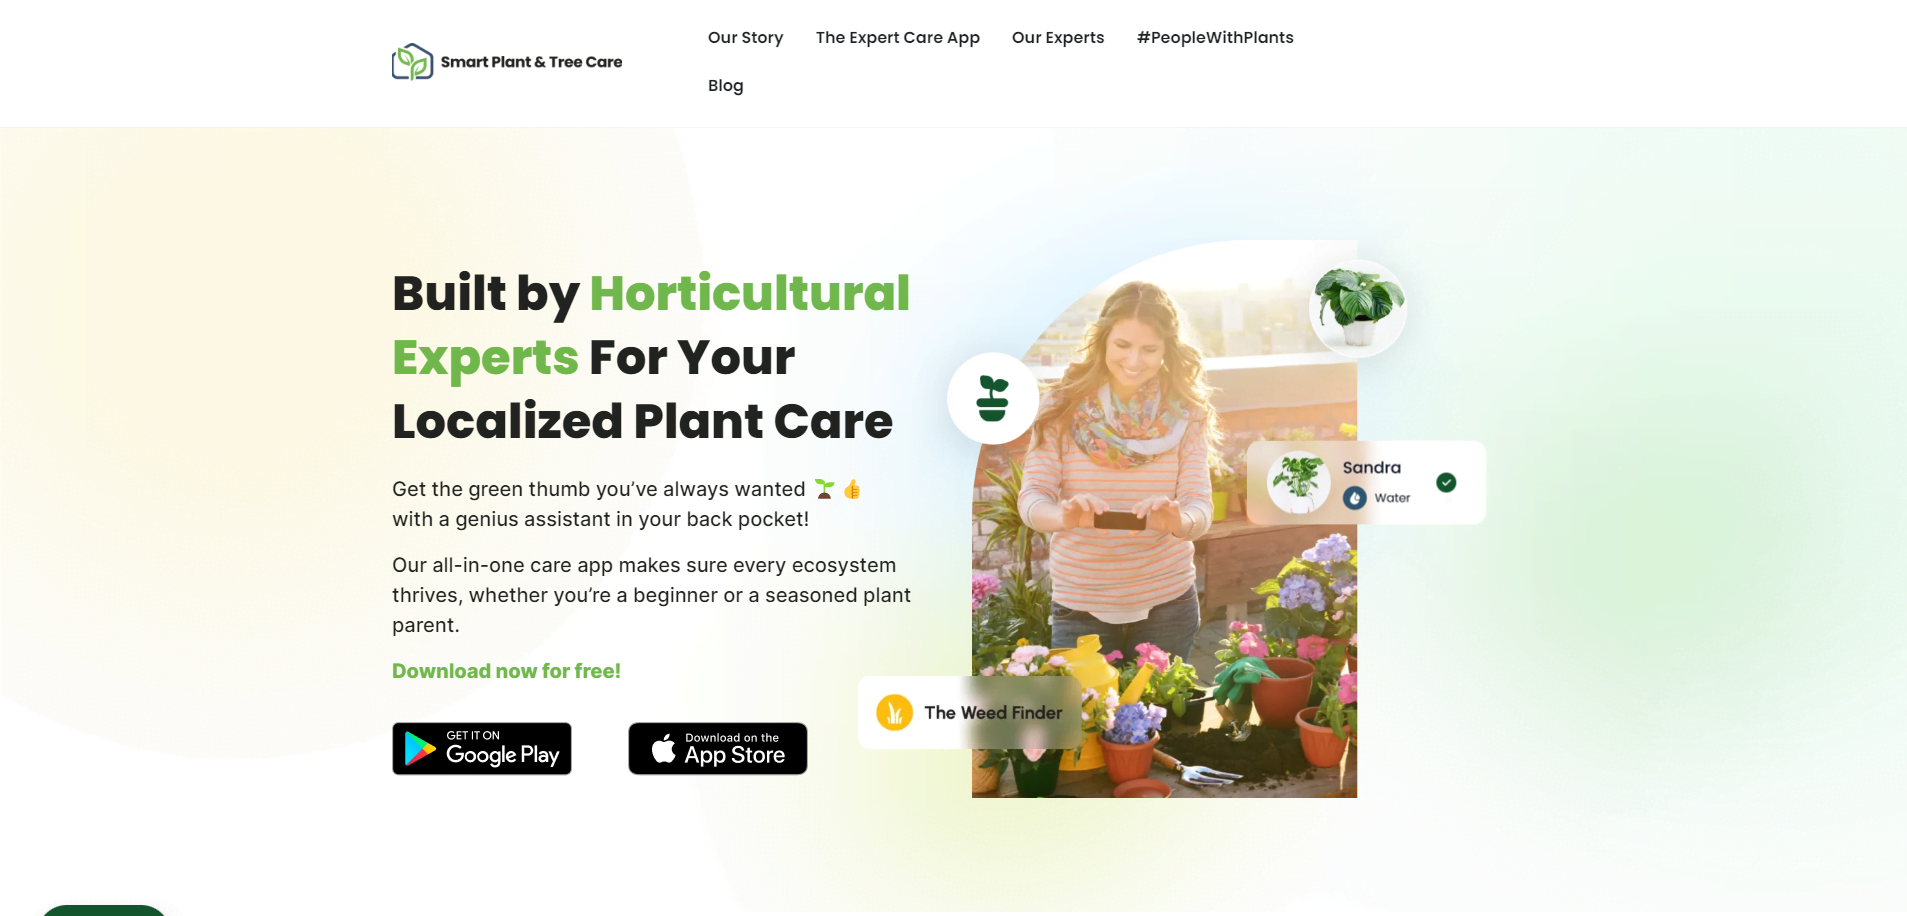 Smart Plant & Tree Care
Our Story
The Expert Care App
Our Experts
#PeopleWithPlants
Blog
Built by Horticultural
Experts For Your
Localized Plant Care
Get the green thumb you’ve always wanted 🌱 👍
with a genius assistant in your back pocket!
Our all-in-one care app makes sure every ecosystem
thrives, whether you’re a beginner or a seasoned plant
parent.
Download now for free!
GET IT ON
Google Play
Download on the
App Store
Sandra
Water
The Weed Finder